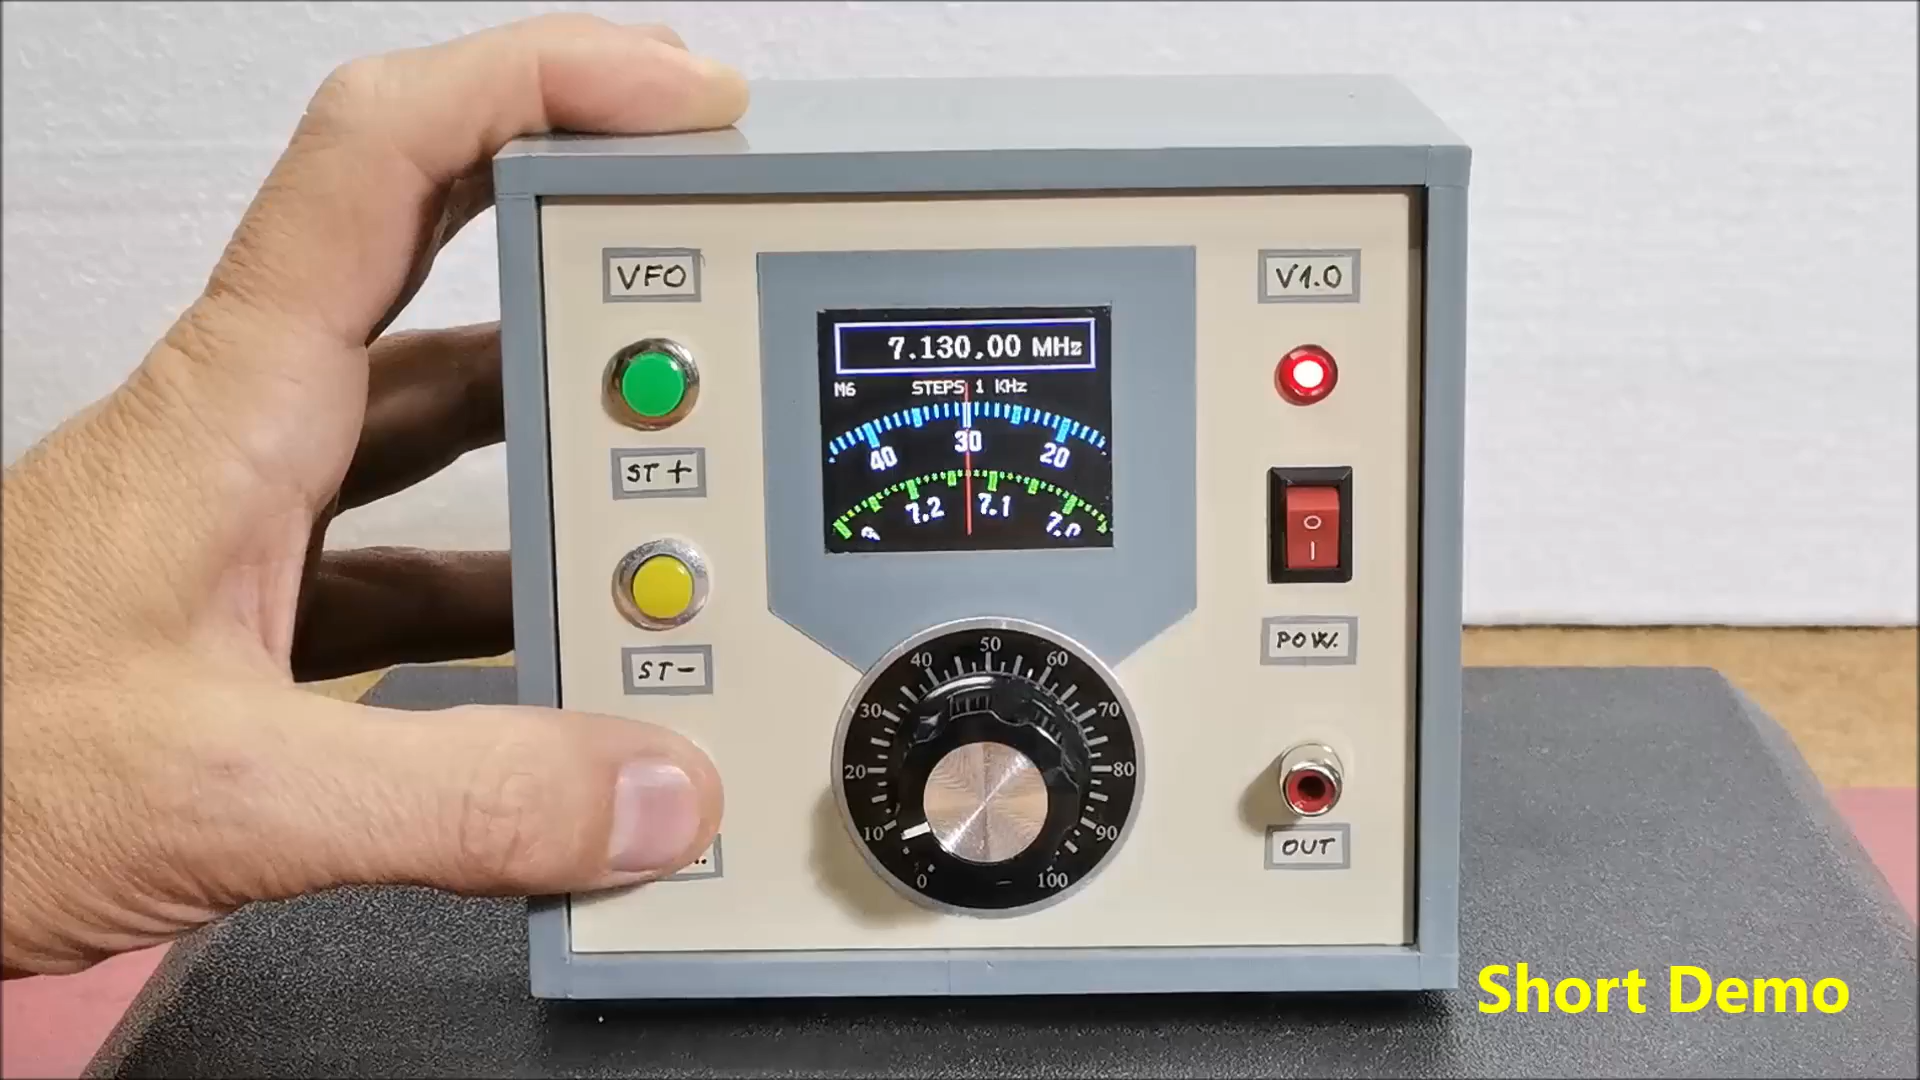 VFO
V1.0
7.130.00 MHz
M6 STEPS 1 KHz
40 30 20
7.2 7.1 7.0
ST +
ST -
POW.
O
I
0 10 20 30 40 50 60 70 80 90 100
OUT
Short Demo